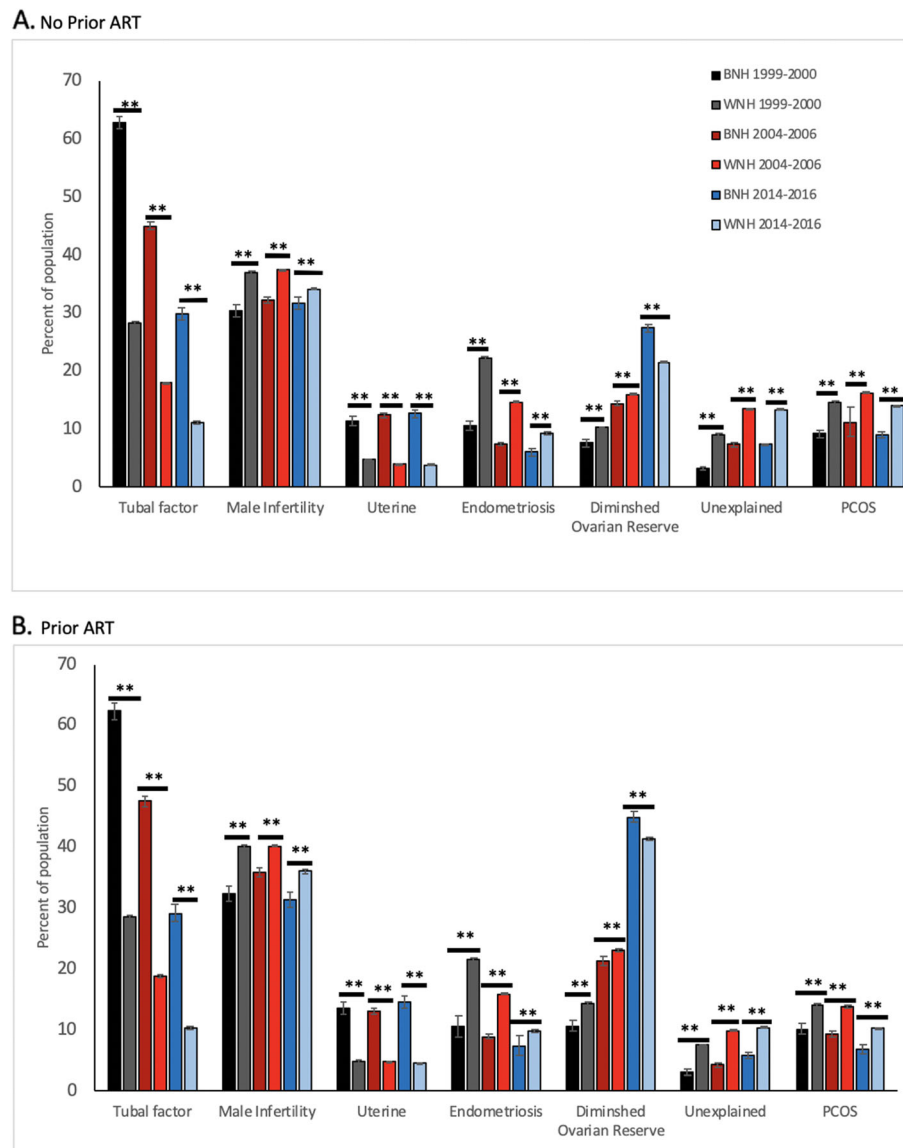 A. No Prior ART
70
60
50
40
30
20
10
0
Percent of population
BNH 1999-2000
WNH 1999-2000
BNH 2004-2006
WNH 2004-2006
BNH 2014-2016
WNH 2014-2016
** ** ** ** ** ** ** ** ** ** ** ** ** ** ** ** ** ** ** ** **
Tubal factor Male Infertility Uterine Endometriosis Diminshed Unexplained PCOS
Ovarian Reserve
B. Prior ART
70
60
50
40
30
20
10
0
Percent of population
** ** ** ** ** ** ** ** ** ** ** ** ** ** ** ** ** ** ** ** **
Tubal factor Male Infertility Uterine Endometriosis Diminshed Unexplained PCOS
Ovarian Reserve